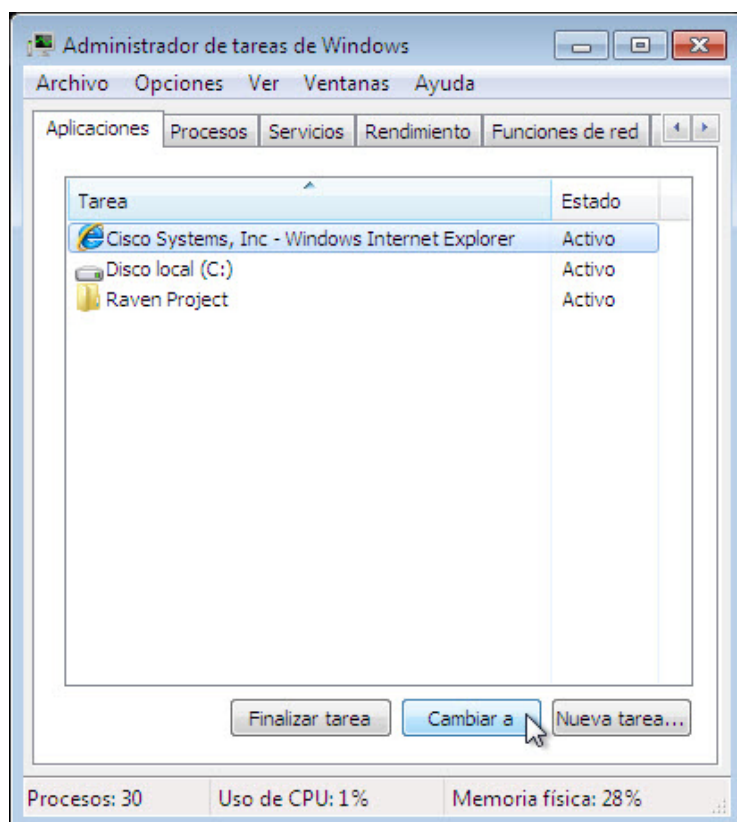 Administrador de tareas de Windows
Archivo Opciones Ver Ventanas Ayuda
Aplicaciones Procesos Servicios Rendimiento Funciones de red
Tarea Estado
Cisco Systems, Inc - Windows Internet Explorer Activo
Disco local (C:) Activo
Raven Project Activo
Finalizar tarea Cambiar a Nueva tarea...
Procesos: 30 Uso de CPU: 1% Memoria física: 28%